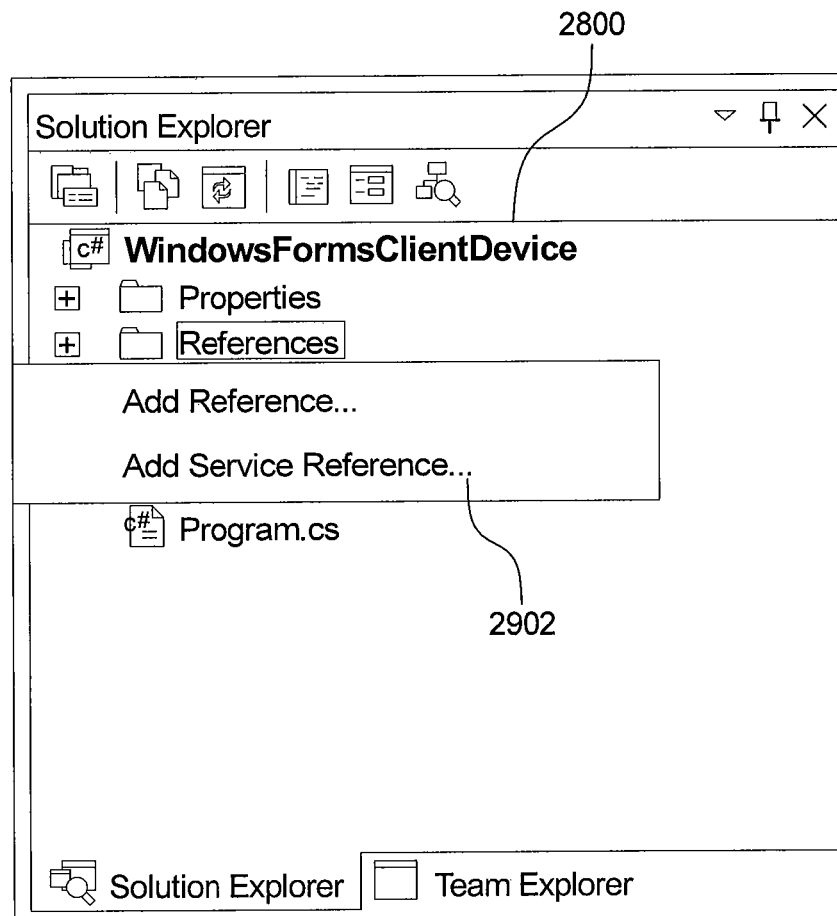 2800
Solution Explorer
c# WindowsFormsClientDevice
Properties
References
Add Reference...
Add Service Reference...
c# Program.cs
2902
Solution Explorer Team Explorer